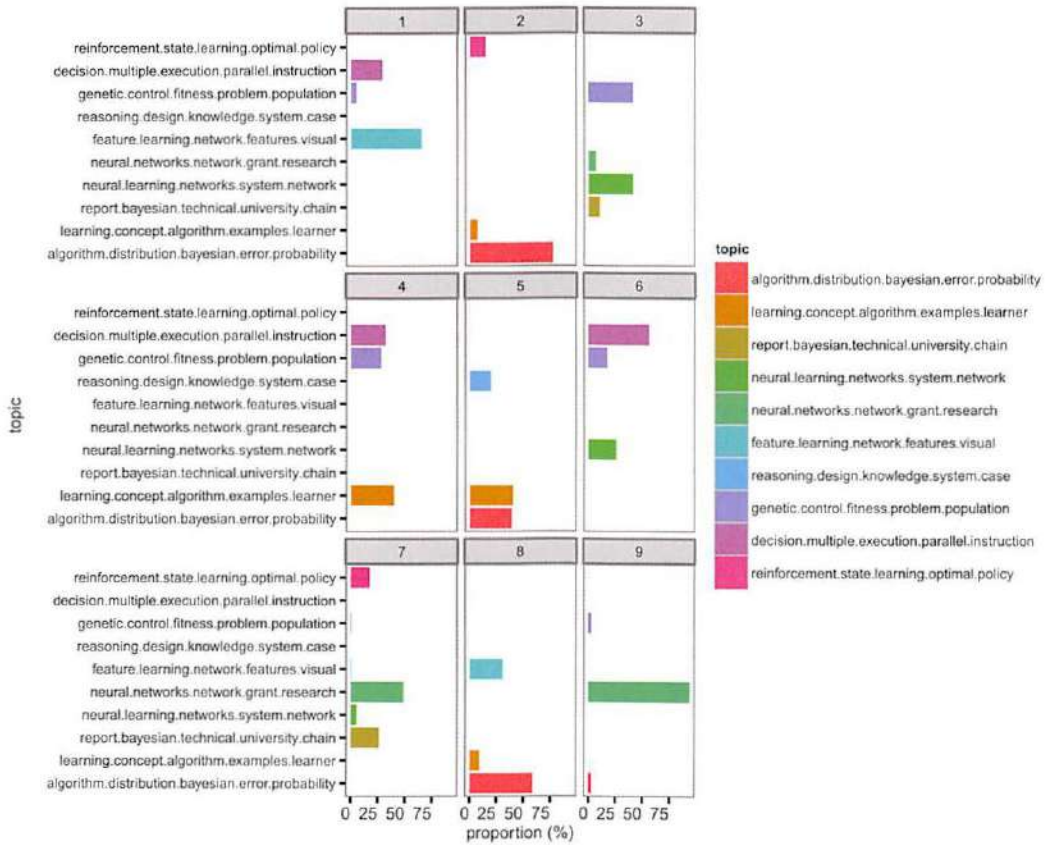 1 2 3
reinforcement.state.learning.optimal.policy
decision.multiple.execution.parallel.instruction
genetic.control.fitness.problem.population
reasoning.design.knowledge.system.case
feature.learning.network.features.visual
neural.networks.network.grant.research
neural.learning.networks.system.network
report.bayesian.technical.university.chain
learning.concept.algorithm.examples.learner
algorithm.distribution.bayesian.error.probability
4 5 6
reinforcement.state.learning.optimal.policy
decision.multiple.execution.parallel.instruction
genetic.control.fitness.problem.population
reasoning.design.knowledge.system.case
feature.learning.network.features.visual
neural.networks.network.grant.research
neural.learning.networks.system.network
report.bayesian.technical.university.chain
learning.concept.algorithm.examples.learner
algorithm.distribution.bayesian.error.probability
topic
7 8 9
reinforcement.state.learning.optimal.policy
decision.multiple.execution.parallel.instruction
genetic.control.fitness.problem.population
reasoning.design.knowledge.system.case
feature.learning.network.features.visual
neural.networks.network.grant.research
neural.learning.networks.system.network
report.bayesian.technical.university.chain
learning.concept.algorithm.examples.learner
algorithm.distribution.bayesian.error.probability
0 25 50 75 0 25 50 75 0 25 50 75
proportion (%)
topic
algorithm.distribution.bayesian.error.probability
learning.concept.algorithm.examples.learner
report.bayesian.technical.university.chain
neural.learning.networks.system.network
neural.networks.network.grant.research
feature.learning.network.features.visual
reasoning.design.knowledge.system.case
genetic.control.fitness.problem.population
decision.multiple.execution.parallel.instruction
reinforcement.state.learning.optimal.policy